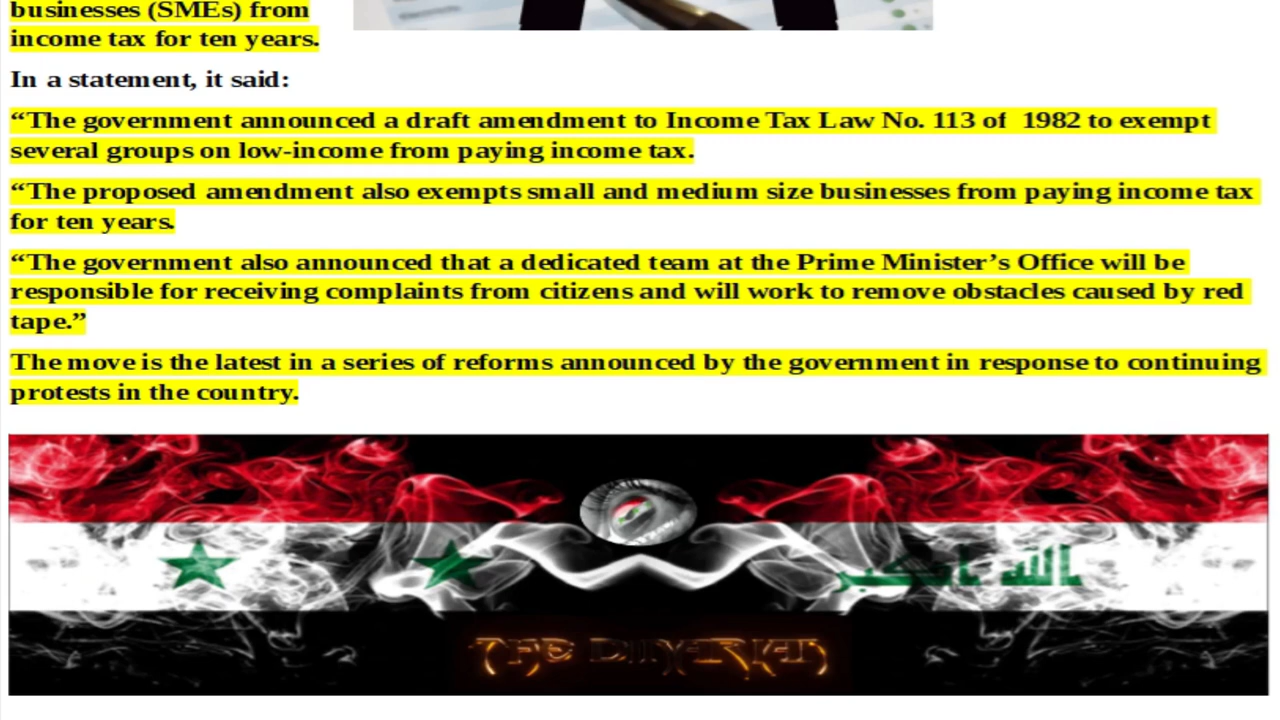 businesses (SMEs) from
income tax for ten years.
In a statement, it said:
“The government announced a draft amendment to Income Tax Law No. 113 of 1982 to exempt
several groups on low-income from paying income tax.
“The proposed amendment also exempts small and medium size businesses from paying income tax
for ten years.
“The government also announced that a dedicated team at the Prime Minister’s Office will be
responsible for receiving complaints from citizens and will work to remove obstacles caused by red
tape.”
The move is the latest in a series of reforms announced by the government in response to continuing
protests in the country.
الله اكبر
THE DINARIAN